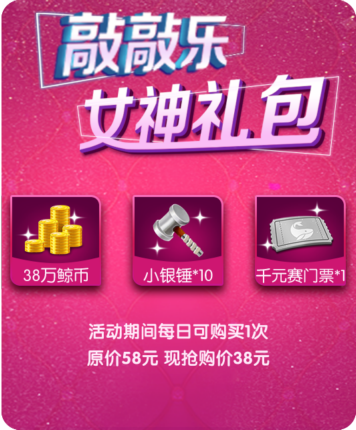 敲敲乐
女神礼包
38万鲸币
小银锤*10
千元赛门票*1
活动期间每日可购买1次
原价58元 现抢购价38元